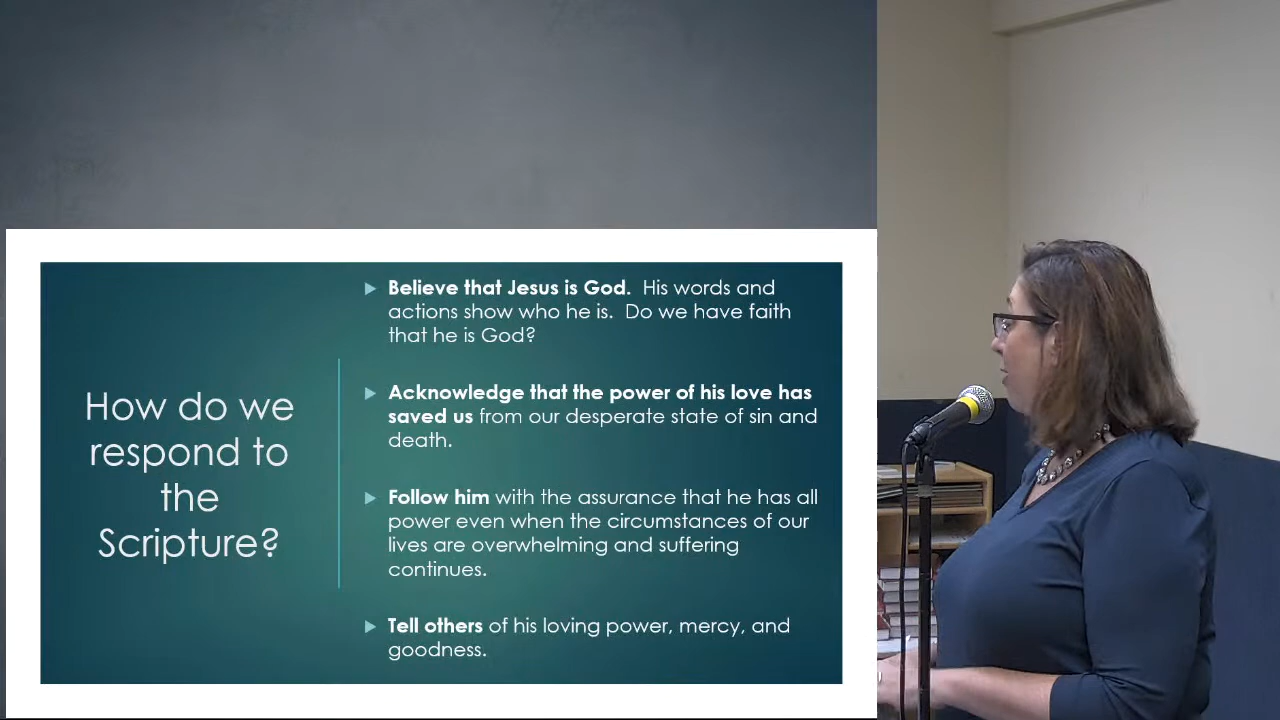 How do we
respond to
the
Scripture?
Believe that Jesus is God.  His words and
actions show who he is.  Do we have faith
that he is God?
Acknowledge that the power of his love has
saved us from our desperate state of sin and
death.
Follow him with the assurance that he has all
power even when the circumstances of our
lives are overwhelming and suffering
continues.
Tell others of his loving power, mercy, and
goodness.